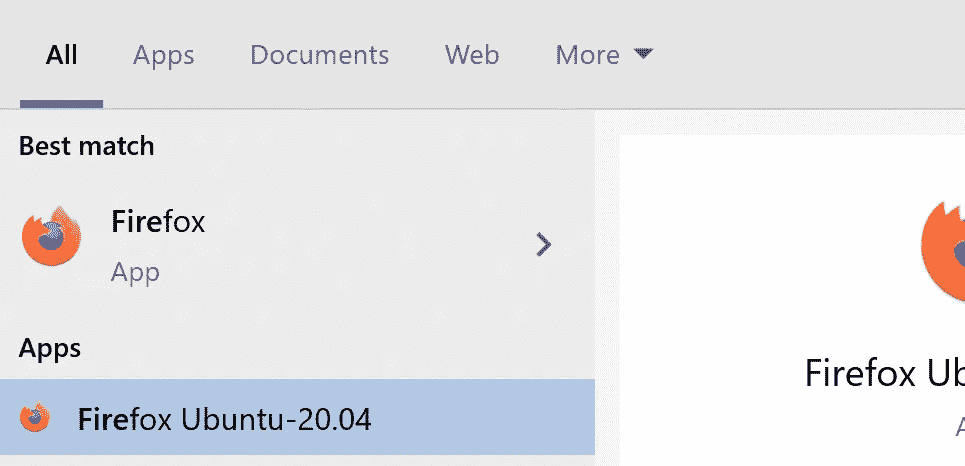 All Apps Documents Web More
Best match
Firefox
App
Apps
Firefox Ubuntu-20.04
Firefox Ub
A